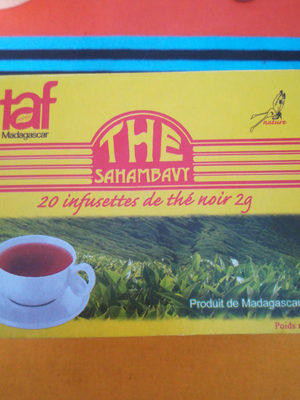 taf
Madagascar
nature
THE
SAHAMBAVY
20 infusettes de thé noir 2g
Produit de Madagascar
Poids